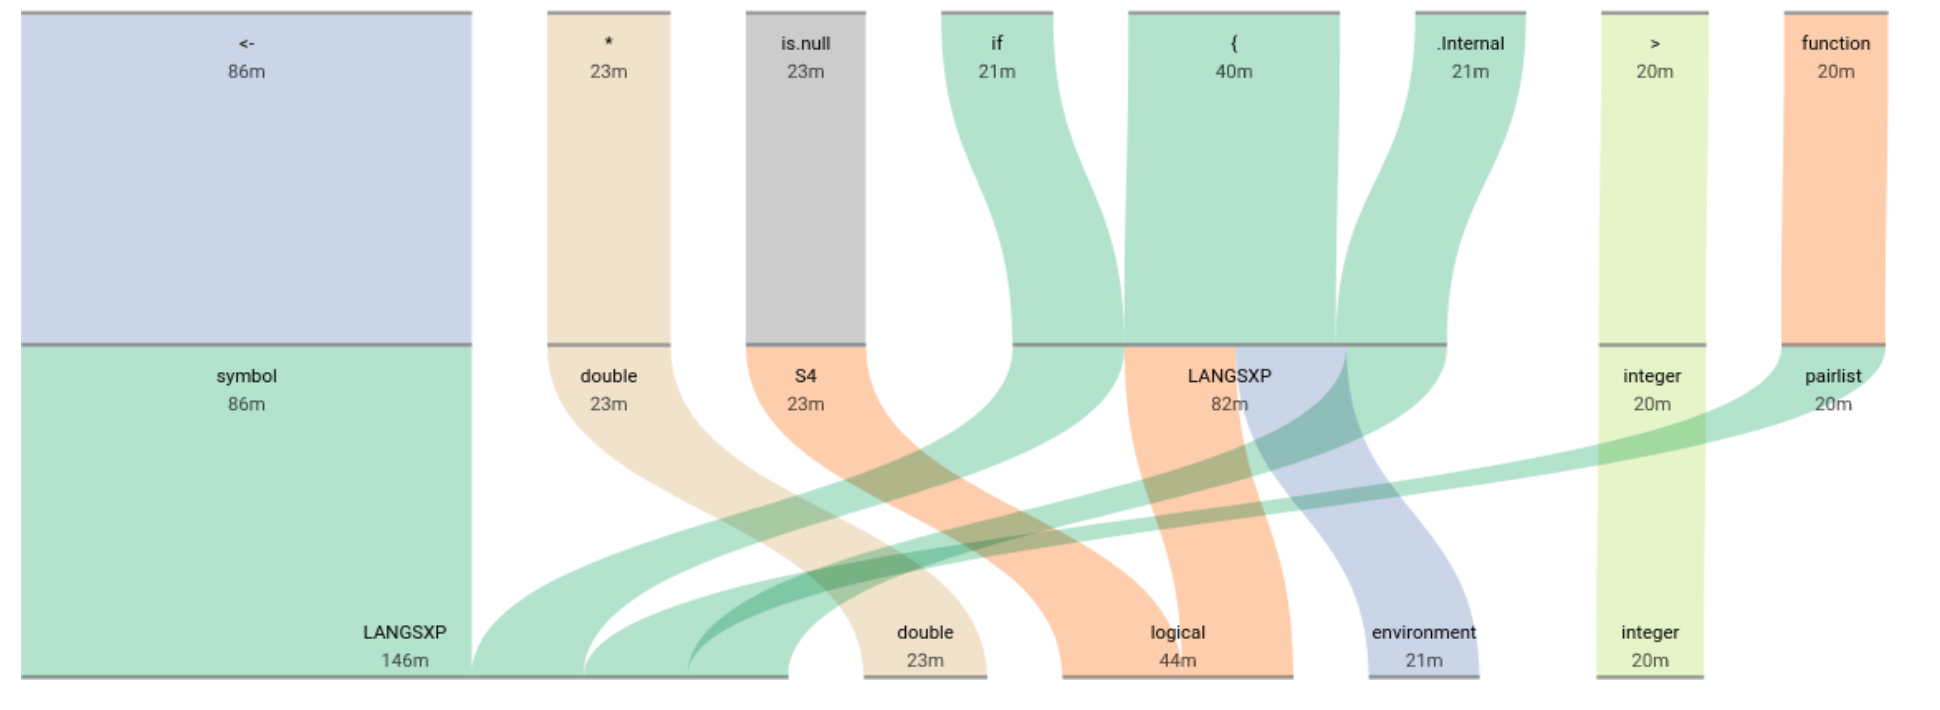 <-
86m
*
23m
is.null
23m
if
21m
{
40m
.Internal
21m
>
20m
function
20m
symbol
86m
double
23m
S4
23m
LANGSXP
82m
integer
20m
pairlist
20m
LANGSXP
146m
double
23m
logical
44m
environment
21m
integer
20m